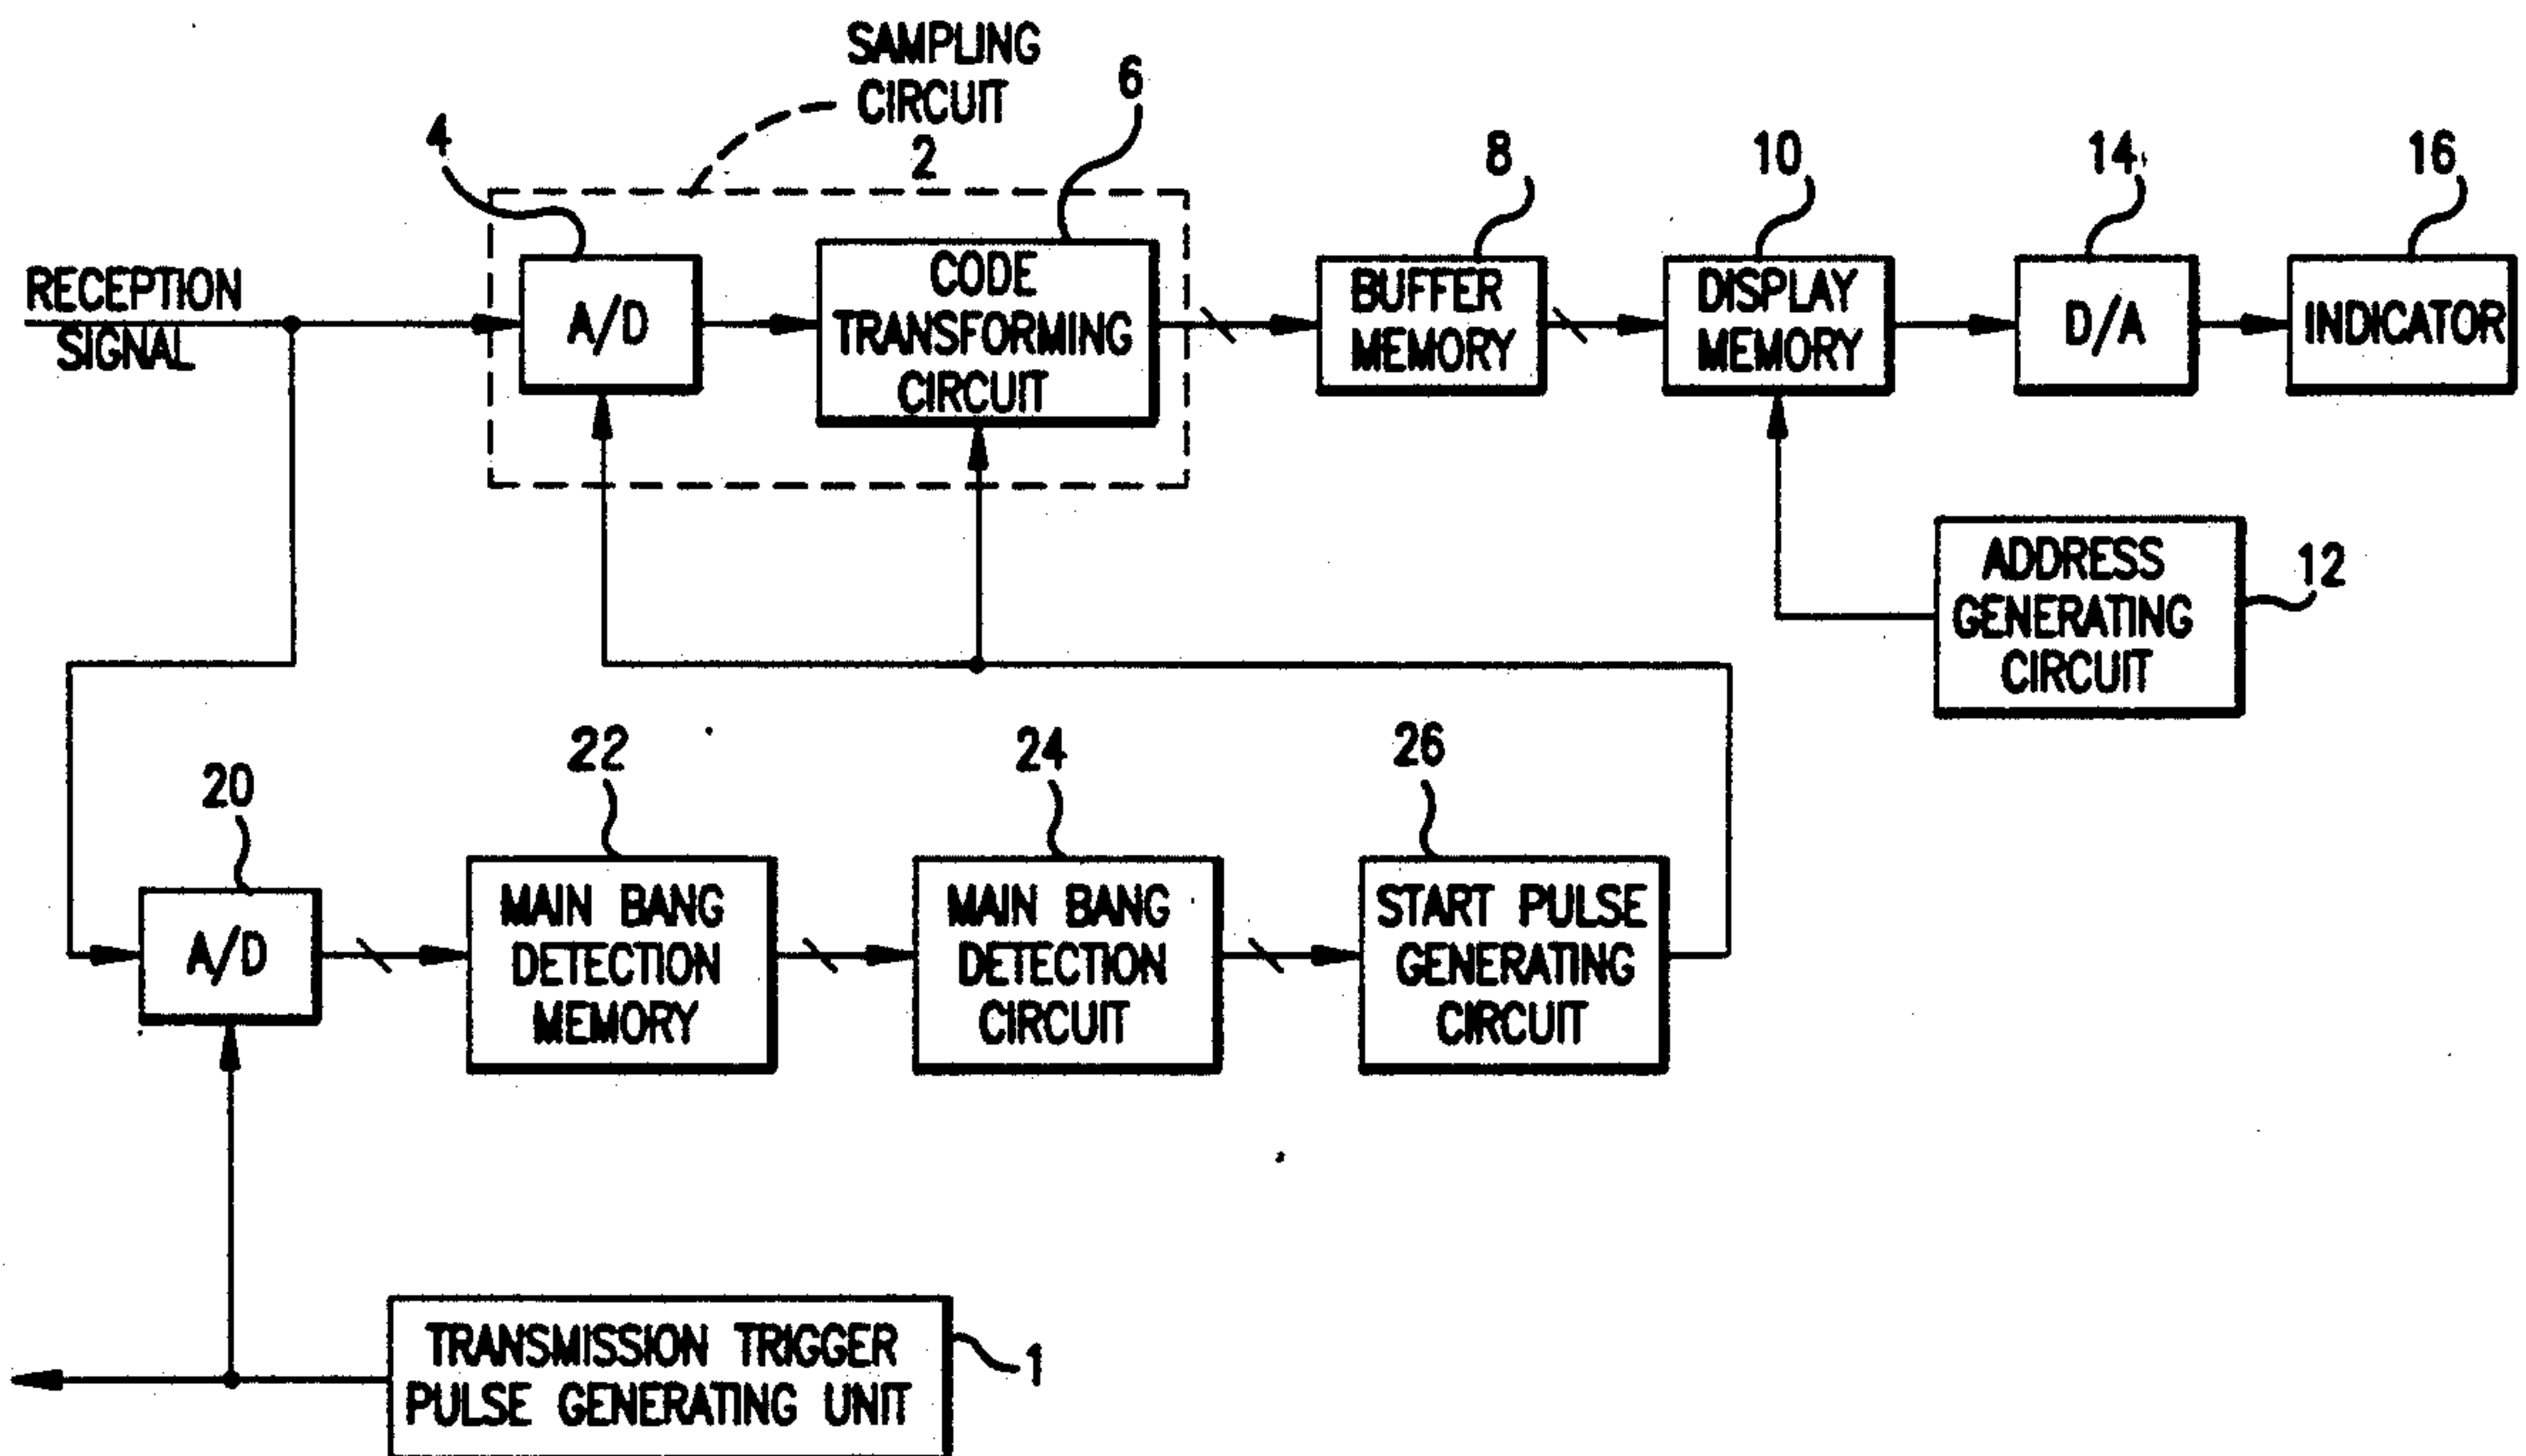 SAMPLING
CIRCUIT
2
4
6
8
10
14
16
RECEPTION
SIGNAL
A/D
CODE
TRANSFORMING
CIRCUIT
BUFFER
MEMORY
DISPLAY
MEMORY
D/A
INDICATOR
ADDRESS
GENERATING
CIRCUIT
12
20
22
24
26
A/D
MAIN BANG
DETECTION
MEMORY
MAIN BANG
DETECTION
CIRCUIT
START PULSE
GENERATING
CIRCUIT
TRANSMISSION TRIGGER
PULSE GENERATING UNIT
1